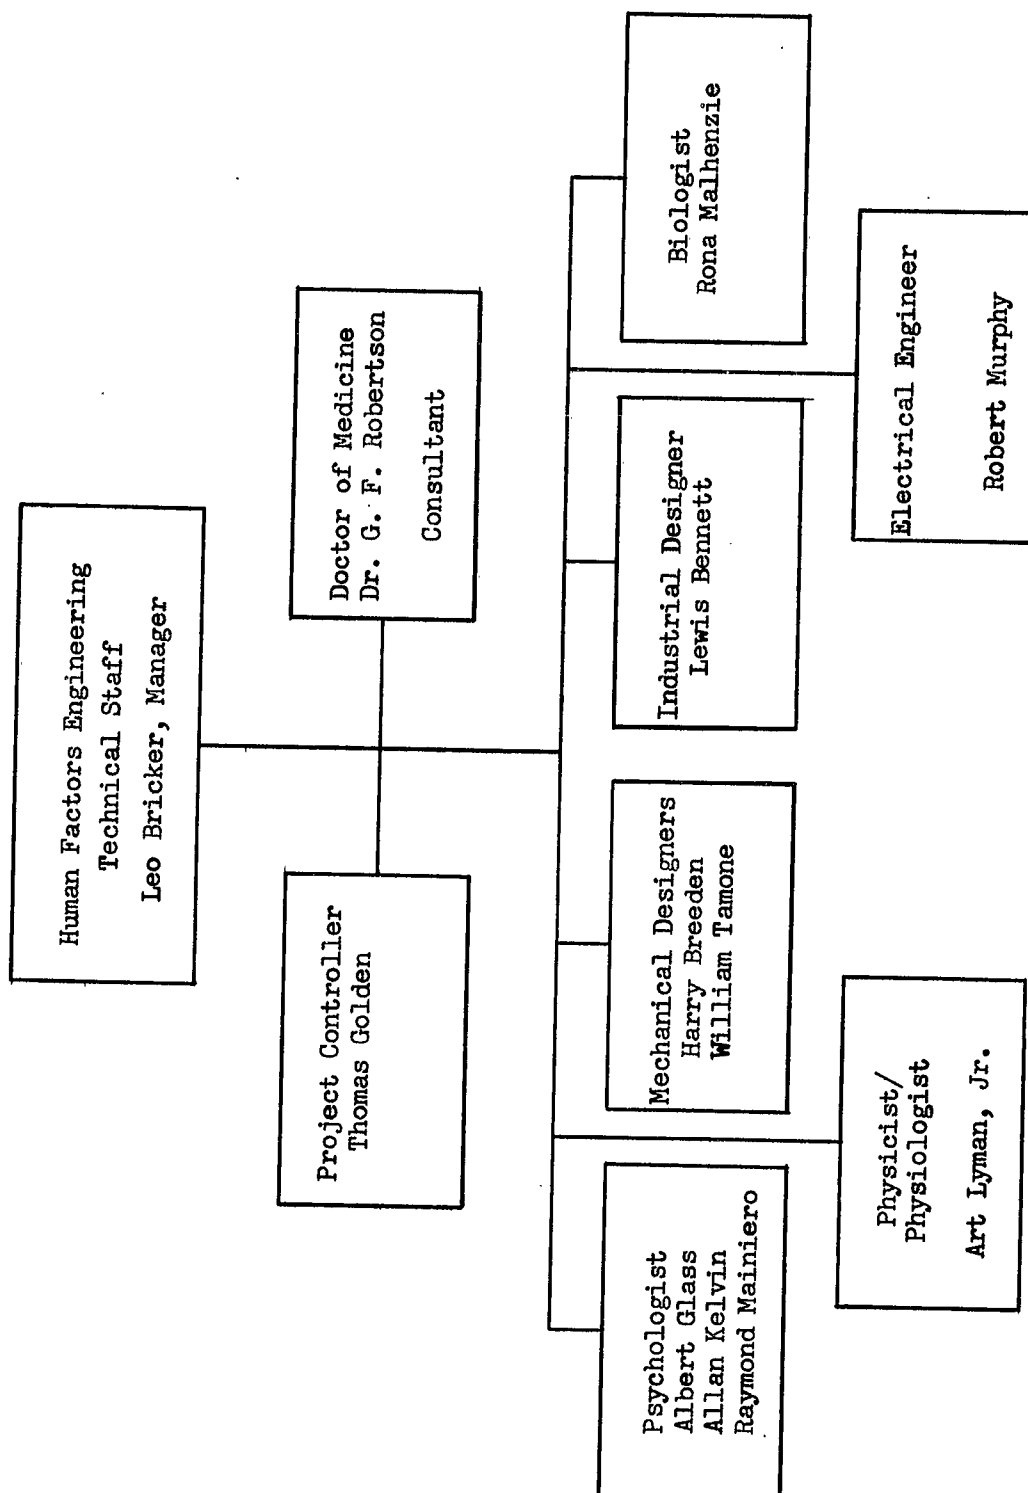 Human Factors Engineering
Technical Staff
Leo Bricker, Manager
Project Controller
Thomas Golden
Doctor of Medicine
Dr. G. F. Robertson
Consultant
Psychologist
Albert Glass
Allan Kelvin
Raymond Mainiero
Mechanical Designers
Harry Breeden
William Tamone
Industrial Designer
Lewis Bennett
Biologist
Rona Malhenzie
Physicist/
Physiologist
Art Lyman, Jr.
Electrical Engineer
Robert Murphy